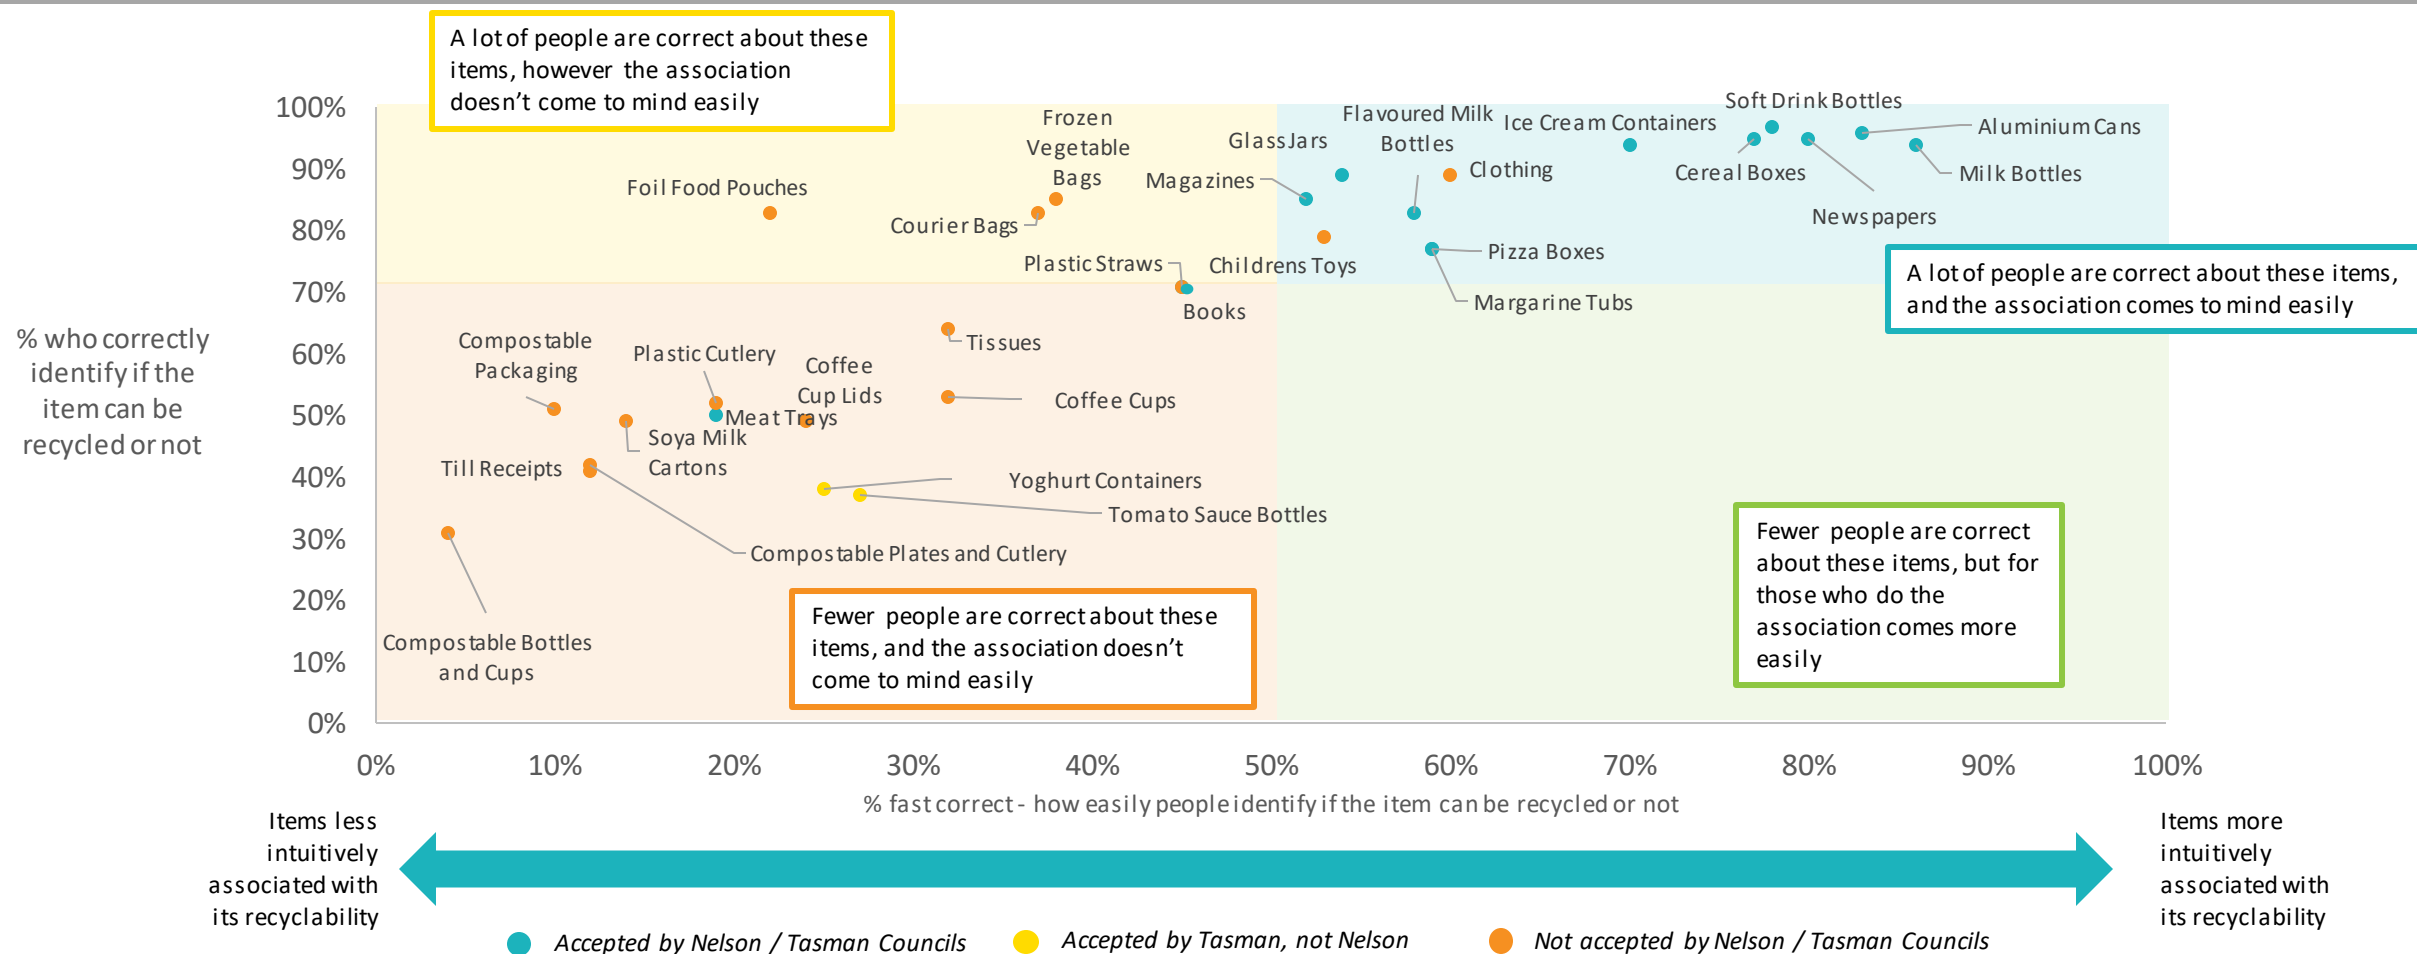 A lot of people are correct about these
items, however the association
doesn't come to mind easily
100%
90%
80%
70%
60%
50%
40%
30%
20%
10%
0%
% who correctly
identify if the
item can be
recycled or not
Foil Food Pouches
Frozen
Vegetable
Bags
Courier Bags
Plastic Straws
Books
Magazines
Glass Jars
Flavoured Milk
Bottles
Childrens Toys
Clothing
Pizza Boxes
Margarine Tubs
Ice Cream Containers
Soft Drink Bottles
Cereal Boxes
Newspapers
Aluminium Cans
Milk Bottles
A lot of people are correct about these items,
and the association comes to mind easily
Compostable
Packaging
Plastic Cutlery
Coffee
Cup Lids
Tissues
Coffee Cups
Meat Trays
Soya Milk
Cartons
Till Receipts
Yoghurt Containers
Tomato Sauce Bottles
Compostable Plates and Cutlery
Compostable Bottles
and Cups
Fewer people are correct about these
items, and the association doesn't
come to mind easily
Fewer people are correct
about these items, but for
those who do the
association comes more
easily
0%
10%
20%
30%
40%
50%
60%
70%
80%
90%
100%
% fast correct - how easily people identify if the item can be recycled or not
Items less
intuitively
associated with
its recyclability
Items more
intuitively
associated with
its recyclability
Accepted by Nelson / Tasman Councils
Accepted by Tasman, not Nelson
Not accepted by Nelson / Tasman Councils